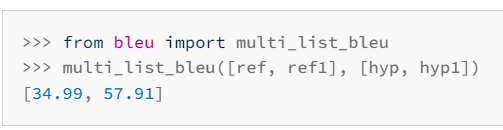 >>> from bleu import multi_list_bleu
>>> multi_list_bleu([ref, ref1], [hyp, hyp1])
[34.99, 57.91]